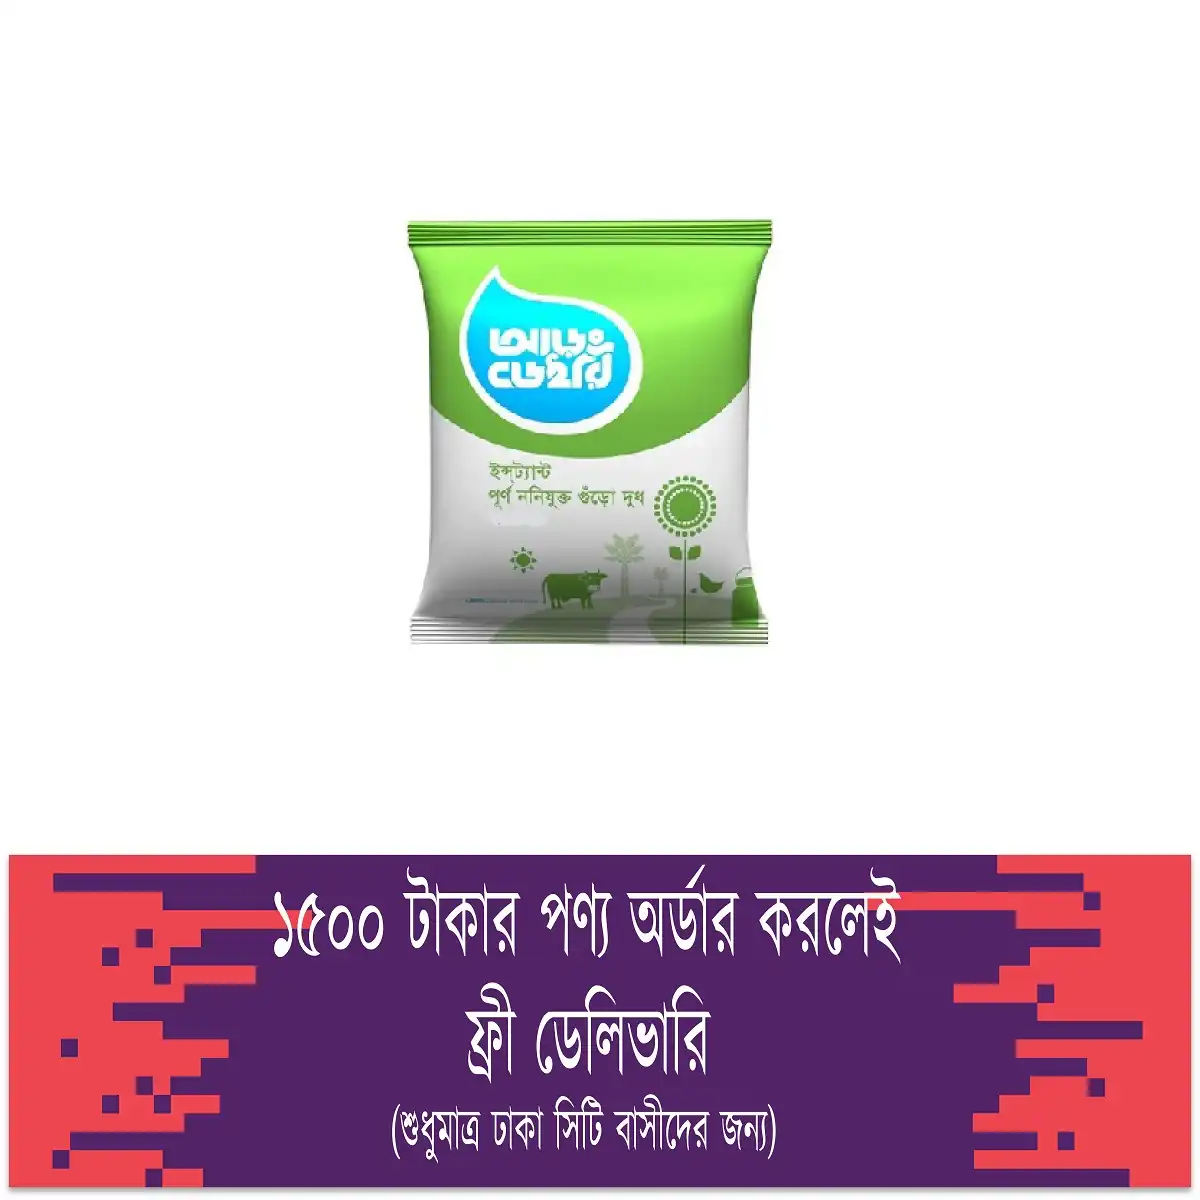 আড়ং
ডেইরি
ইন্সট্যান্ট
পূর্ণ ননিযুক্ত গুঁড়ো দুধ
১৫০০ টাকার পণ্য অর্ডার করলেই
ফ্রী ডেলিভারি
(শুধুমাত্র ঢাকা সিটি বাসীদের জন্য)